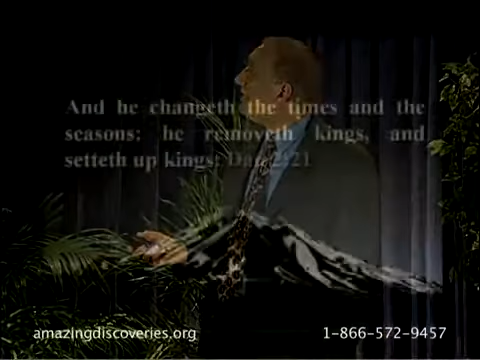 And he changeth the times and the
seasons: he removeth kings, and
setteth up kings: Dan 2:21
amazingdiscoveries.org
1-866-572-9457